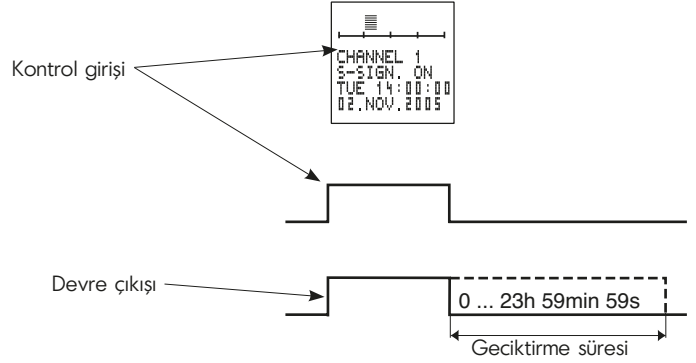 CHANNEL 1
S-SIGN. ON
TUE 14:00:00
02.NOV.2005
Kontrol girişi
Devre çıkışı
0 ... 23h 59min 59s
Geciktirme süresi